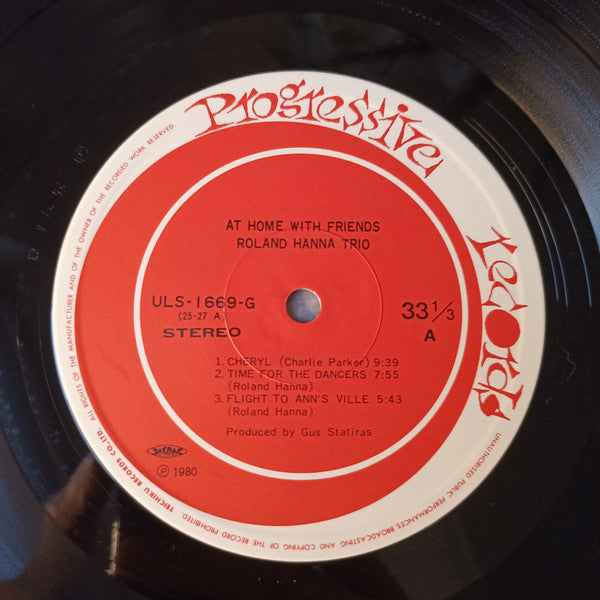 Progressive
records
AT HOME WITH FRIENDS
ROLAND HANNA TRIO
ULS-1669-G
(25-27 A)
STEREO
33 1/3
A
1. CHERYL (Charlie Parker) 9:39
2. TIME FOR THE DANCERS 7:55
(Roland Hanna)
3. FLIGHT TO ANN'S VILLE 5:43
(Roland Hanna)
Produced by Gus Statiras
JASRAC
Ⓟ 1980
TEICHIKU RECORDS CO., LTD. ALL RIGHTS OF THE MANUFACTURER AND OF THE OWNER OF THE RECORDED WORK RESERVED.
UNAUTHORISED PUBLIC PERFORMANCES, BROADCASTING AND COPYING OF THE RECORD PROHIBITED.